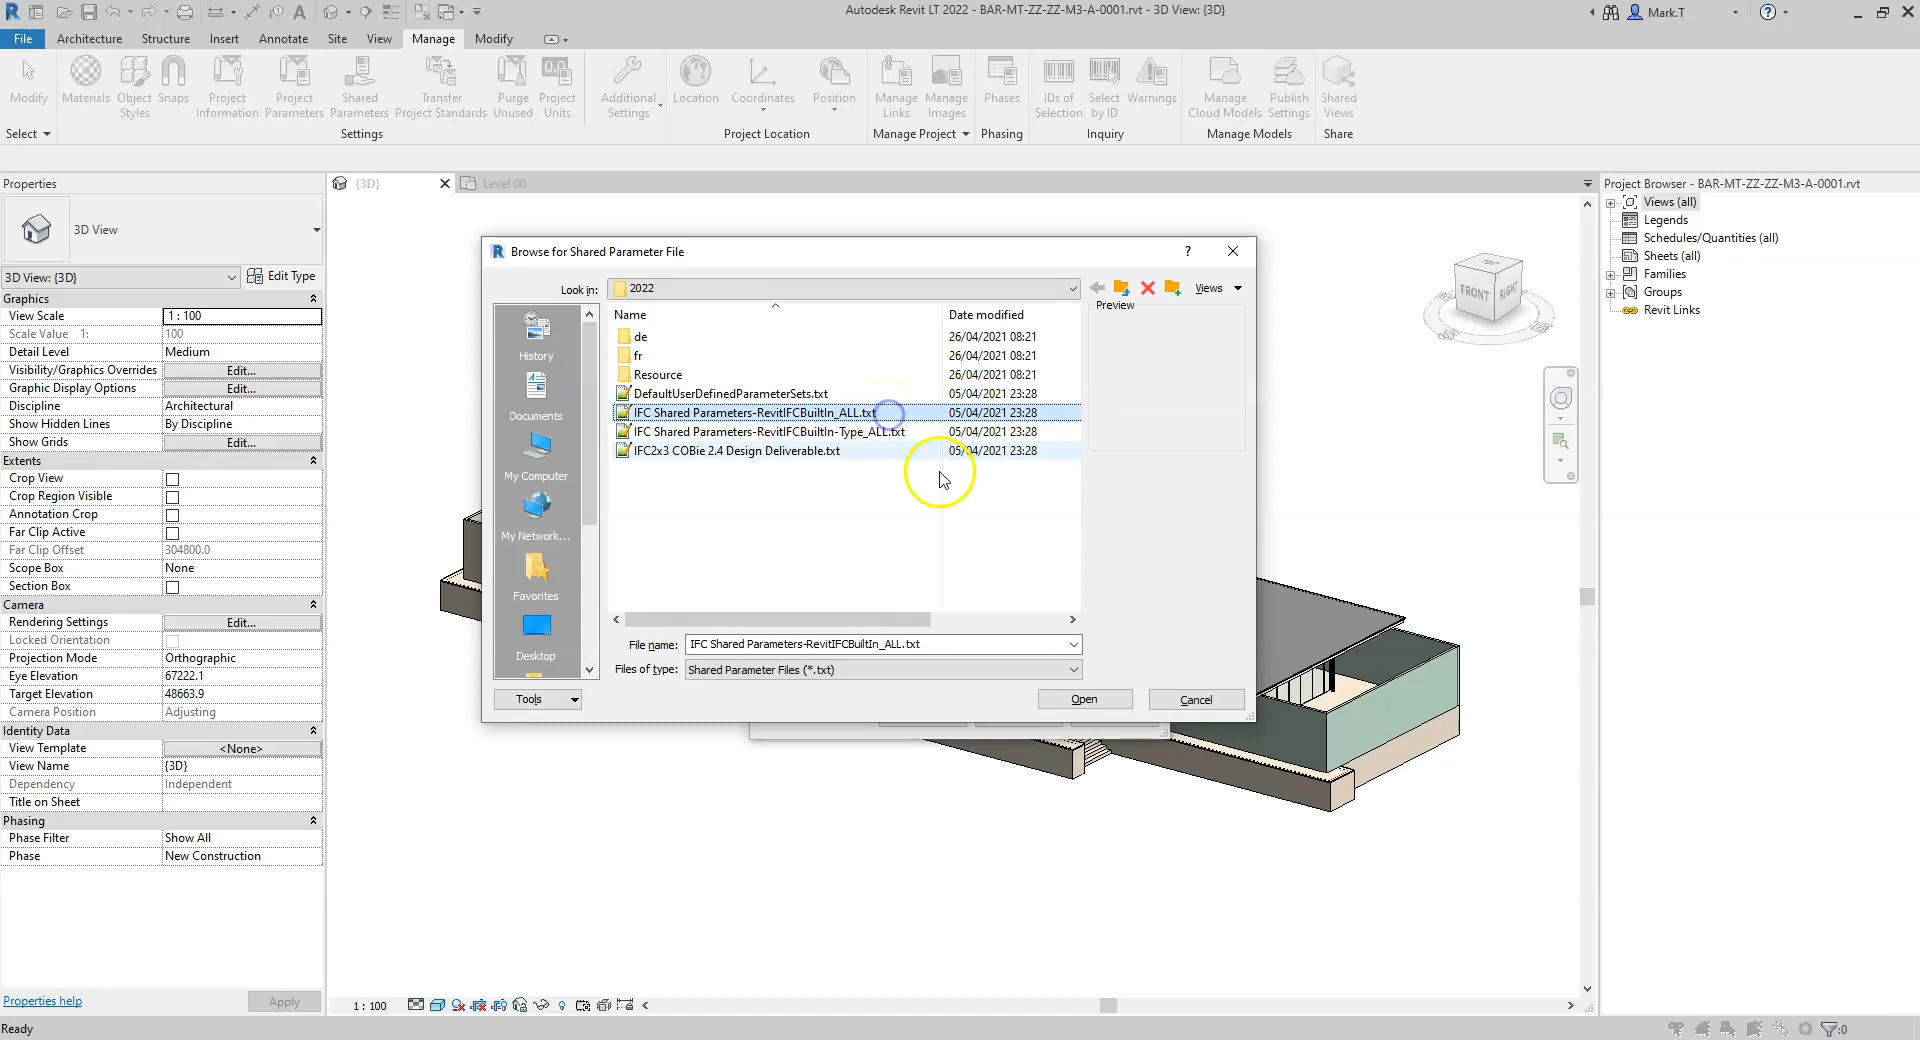 Autodesk Revit LT 2022 - BAR-MT-ZZ-ZZ-M3-A-0001.rvt - 3D View: {3D}
Mark.T
File Architecture Structure Insert Annotate Site View Manage Modify
Modify
Materials
Object Styles
Snaps
Project Information
Project Parameters
Shared Parameters
Transfer Project Standards
Purge Unused
Project Units
Additional Settings
Location
Coordinates
Position
Manage Links
Manage Images
Phases
IDs of Selection
Select by ID
Warnings
Manage Cloud Models
Publish Settings
Shared Views
Select
Settings
Project Location
Manage Project
Phasing
Inquiry
Manage Models
Share
Properties
3D View
3D View: {3D}
Edit Type
Graphics
View Scale 1 : 100
Scale Value 1: 100
Detail Level Medium
Visibility/Graphics Overrides Edit...
Graphic Display Options Edit...
Discipline Architectural
Show Hidden Lines By Discipline
Show Grids Edit...
Extents
Crop View
Crop Region Visible
Annotation Crop
Far Clip Active
Far Clip Offset 304800.0
Scope Box None
Section Box
Camera
Rendering Settings Edit...
Locked Orientation
Projection Mode Orthographic
Eye Elevation 67222.1
Target Elevation 48663.9
Camera Position Adjusting
Identity Data
View Template <None>
View Name {3D}
Dependency Independent
Title on Sheet
Phasing
Phase Filter Show All
Phase New Construction
Properties help
Apply
Ready
{3D}
Level 00
Browse for Shared Parameter File
?
Look in: 2022
Views
Preview
History
Documents
My Computer
My Network...
Favorites
Desktop
Name Date modified
de 26/04/2021 08:21
fr 26/04/2021 08:21
Resource 26/04/2021 08:21
DefaultUserDefinedParameterSets.txt 05/04/2021 23:28
IFC Shared Parameters-RevitIFCBuiltIn_ALL.txt 05/04/2021 23:28
IFC Shared Parameters-RevitIFCBuiltIn-Type_ALL.txt 05/04/2021 23:28
IFC2x3 COBie 2.4 Design Deliverable.txt 05/04/2021 23:28
File name: IFC Shared Parameters-RevitIFCBuiltIn_ALL.txt
Files of type: Shared Parameter Files (*.txt)
Tools
Open
Cancel
FRONT
RIGHT
1 : 100
Project Browser - BAR-MT-ZZ-ZZ-M3-A-0001.rvt
Views (all)
Legends
Schedules/Quantities (all)
Sheets (all)
Families
Groups
Revit Links
:0